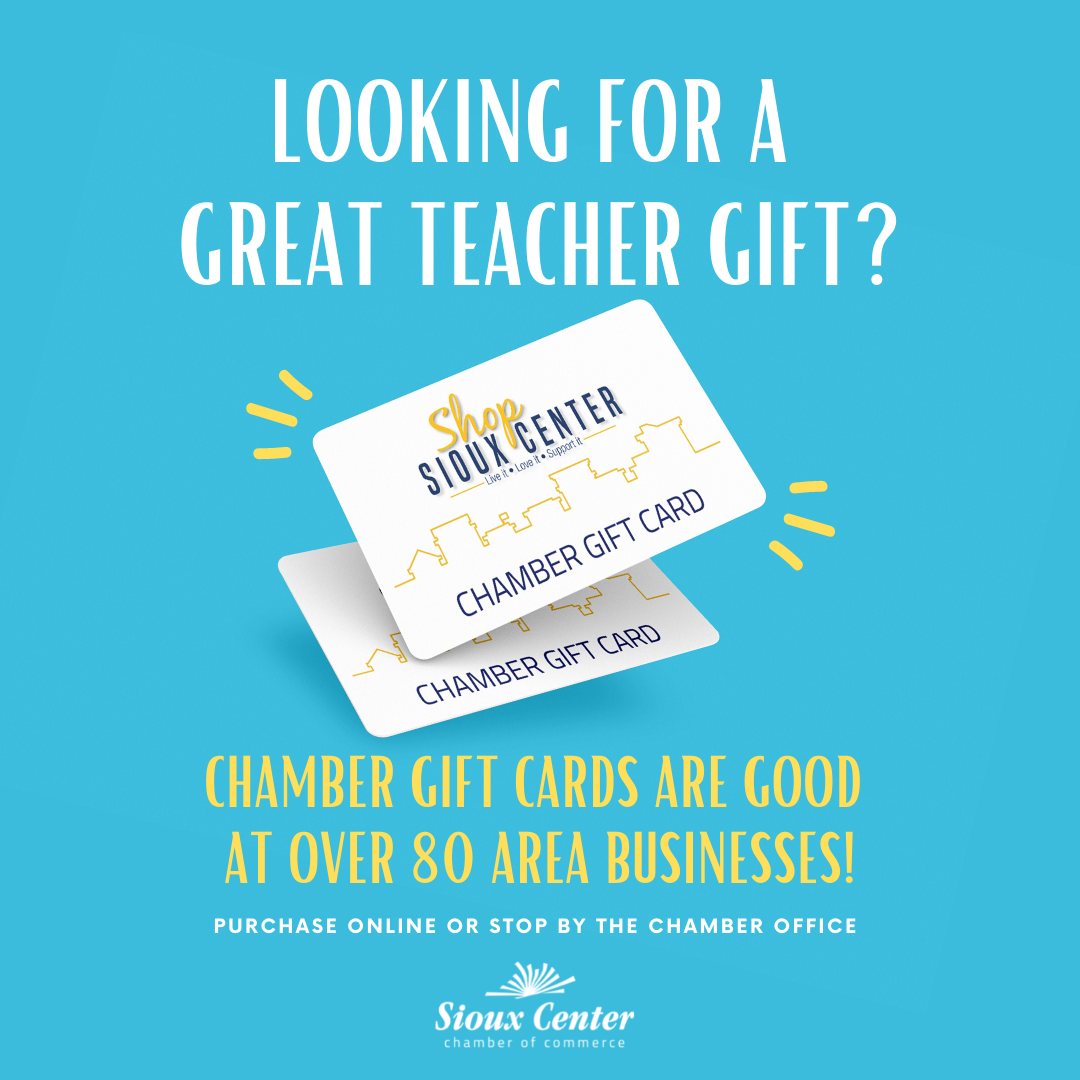 LOOKING FOR A
GREAT TEACHER GIFT?
Shop
SIOUX CENTER
Live it • Love it • Support it
CHAMBER GIFT CARD
CHAMBER GIFT CARD
CHAMBER GIFT CARDS ARE GOOD
AT OVER 80 AREA BUSINESSES!
PURCHASE ONLINE OR STOP BY THE CHAMBER OFFICE
Sioux Center
chamber of commerce